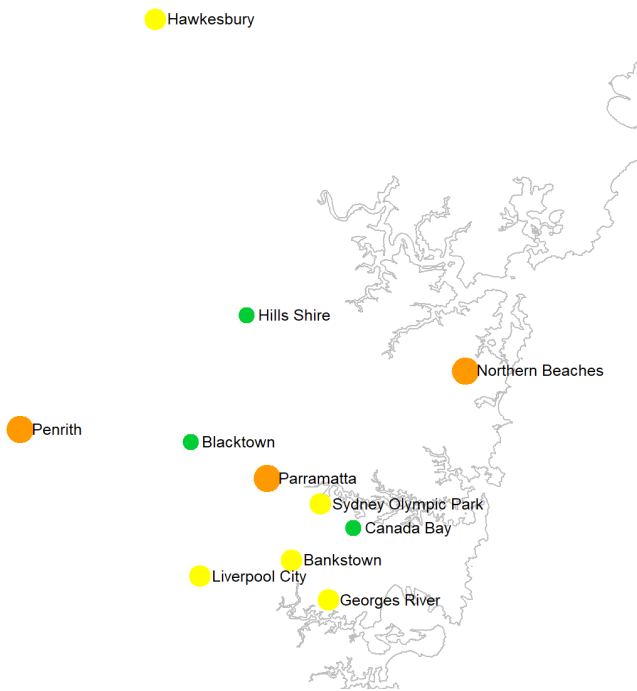 Hawkesbury
Hills Shire
Northern Beaches
Penrith
Blacktown
Parramatta
Sydney Olympic Park
Canada Bay
Bankstown
Liverpool City
Georges River